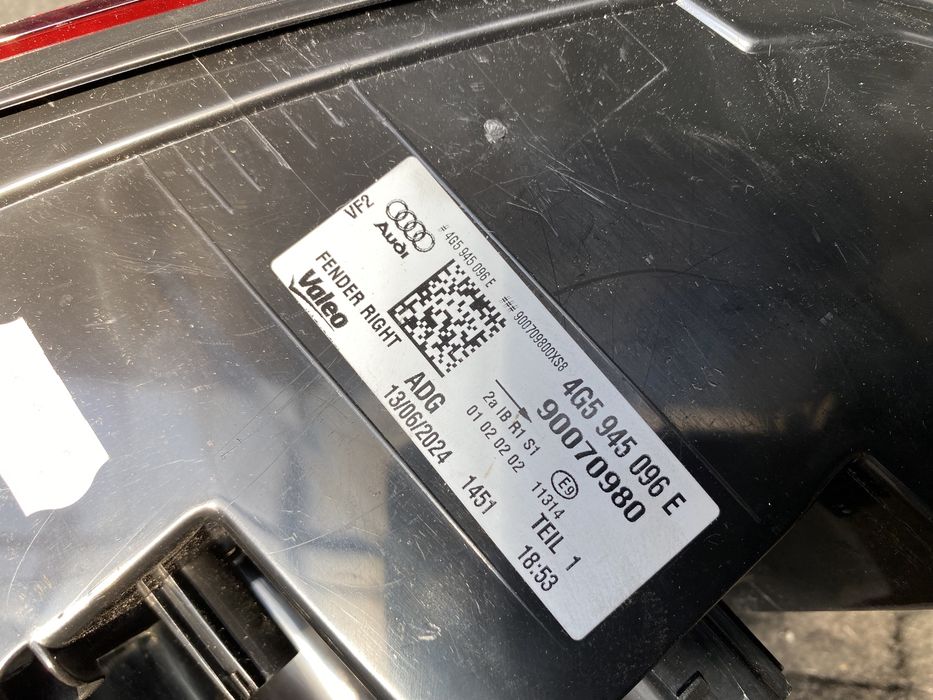 VF2
Audi
# 4G5 945 096 E
### 900709800XS8
FENDER RIGHT
Valeo
4G5 945 096 E
90070980
2a IB R1 S1
01 02 02 02
E9
11314
ADG
13/06/2024
1451
TEIL 1
18:53